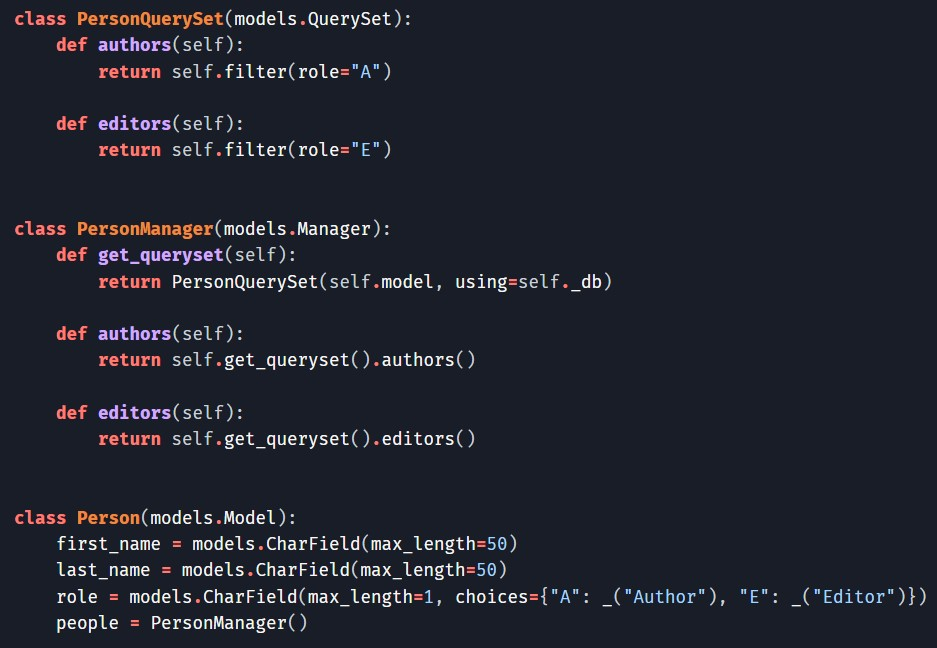 class PersonQuerySet(models.QuerySet):
    def authors(self):
        return self.filter(role="A")

    def editors(self):
        return self.filter(role="E")


class PersonManager(models.Manager):
    def get_queryset(self):
        return PersonQuerySet(self.model, using=self._db)

    def authors(self):
        return self.get_queryset().authors()

    def editors(self):
        return self.get_queryset().editors()


class Person(models.Model):
    first_name = models.CharField(max_length=50)
    last_name = models.CharField(max_length=50)
    role = models.CharField(max_length=1, choices={"A": _("Author"), "E": _("Editor")})
    people = PersonManager()